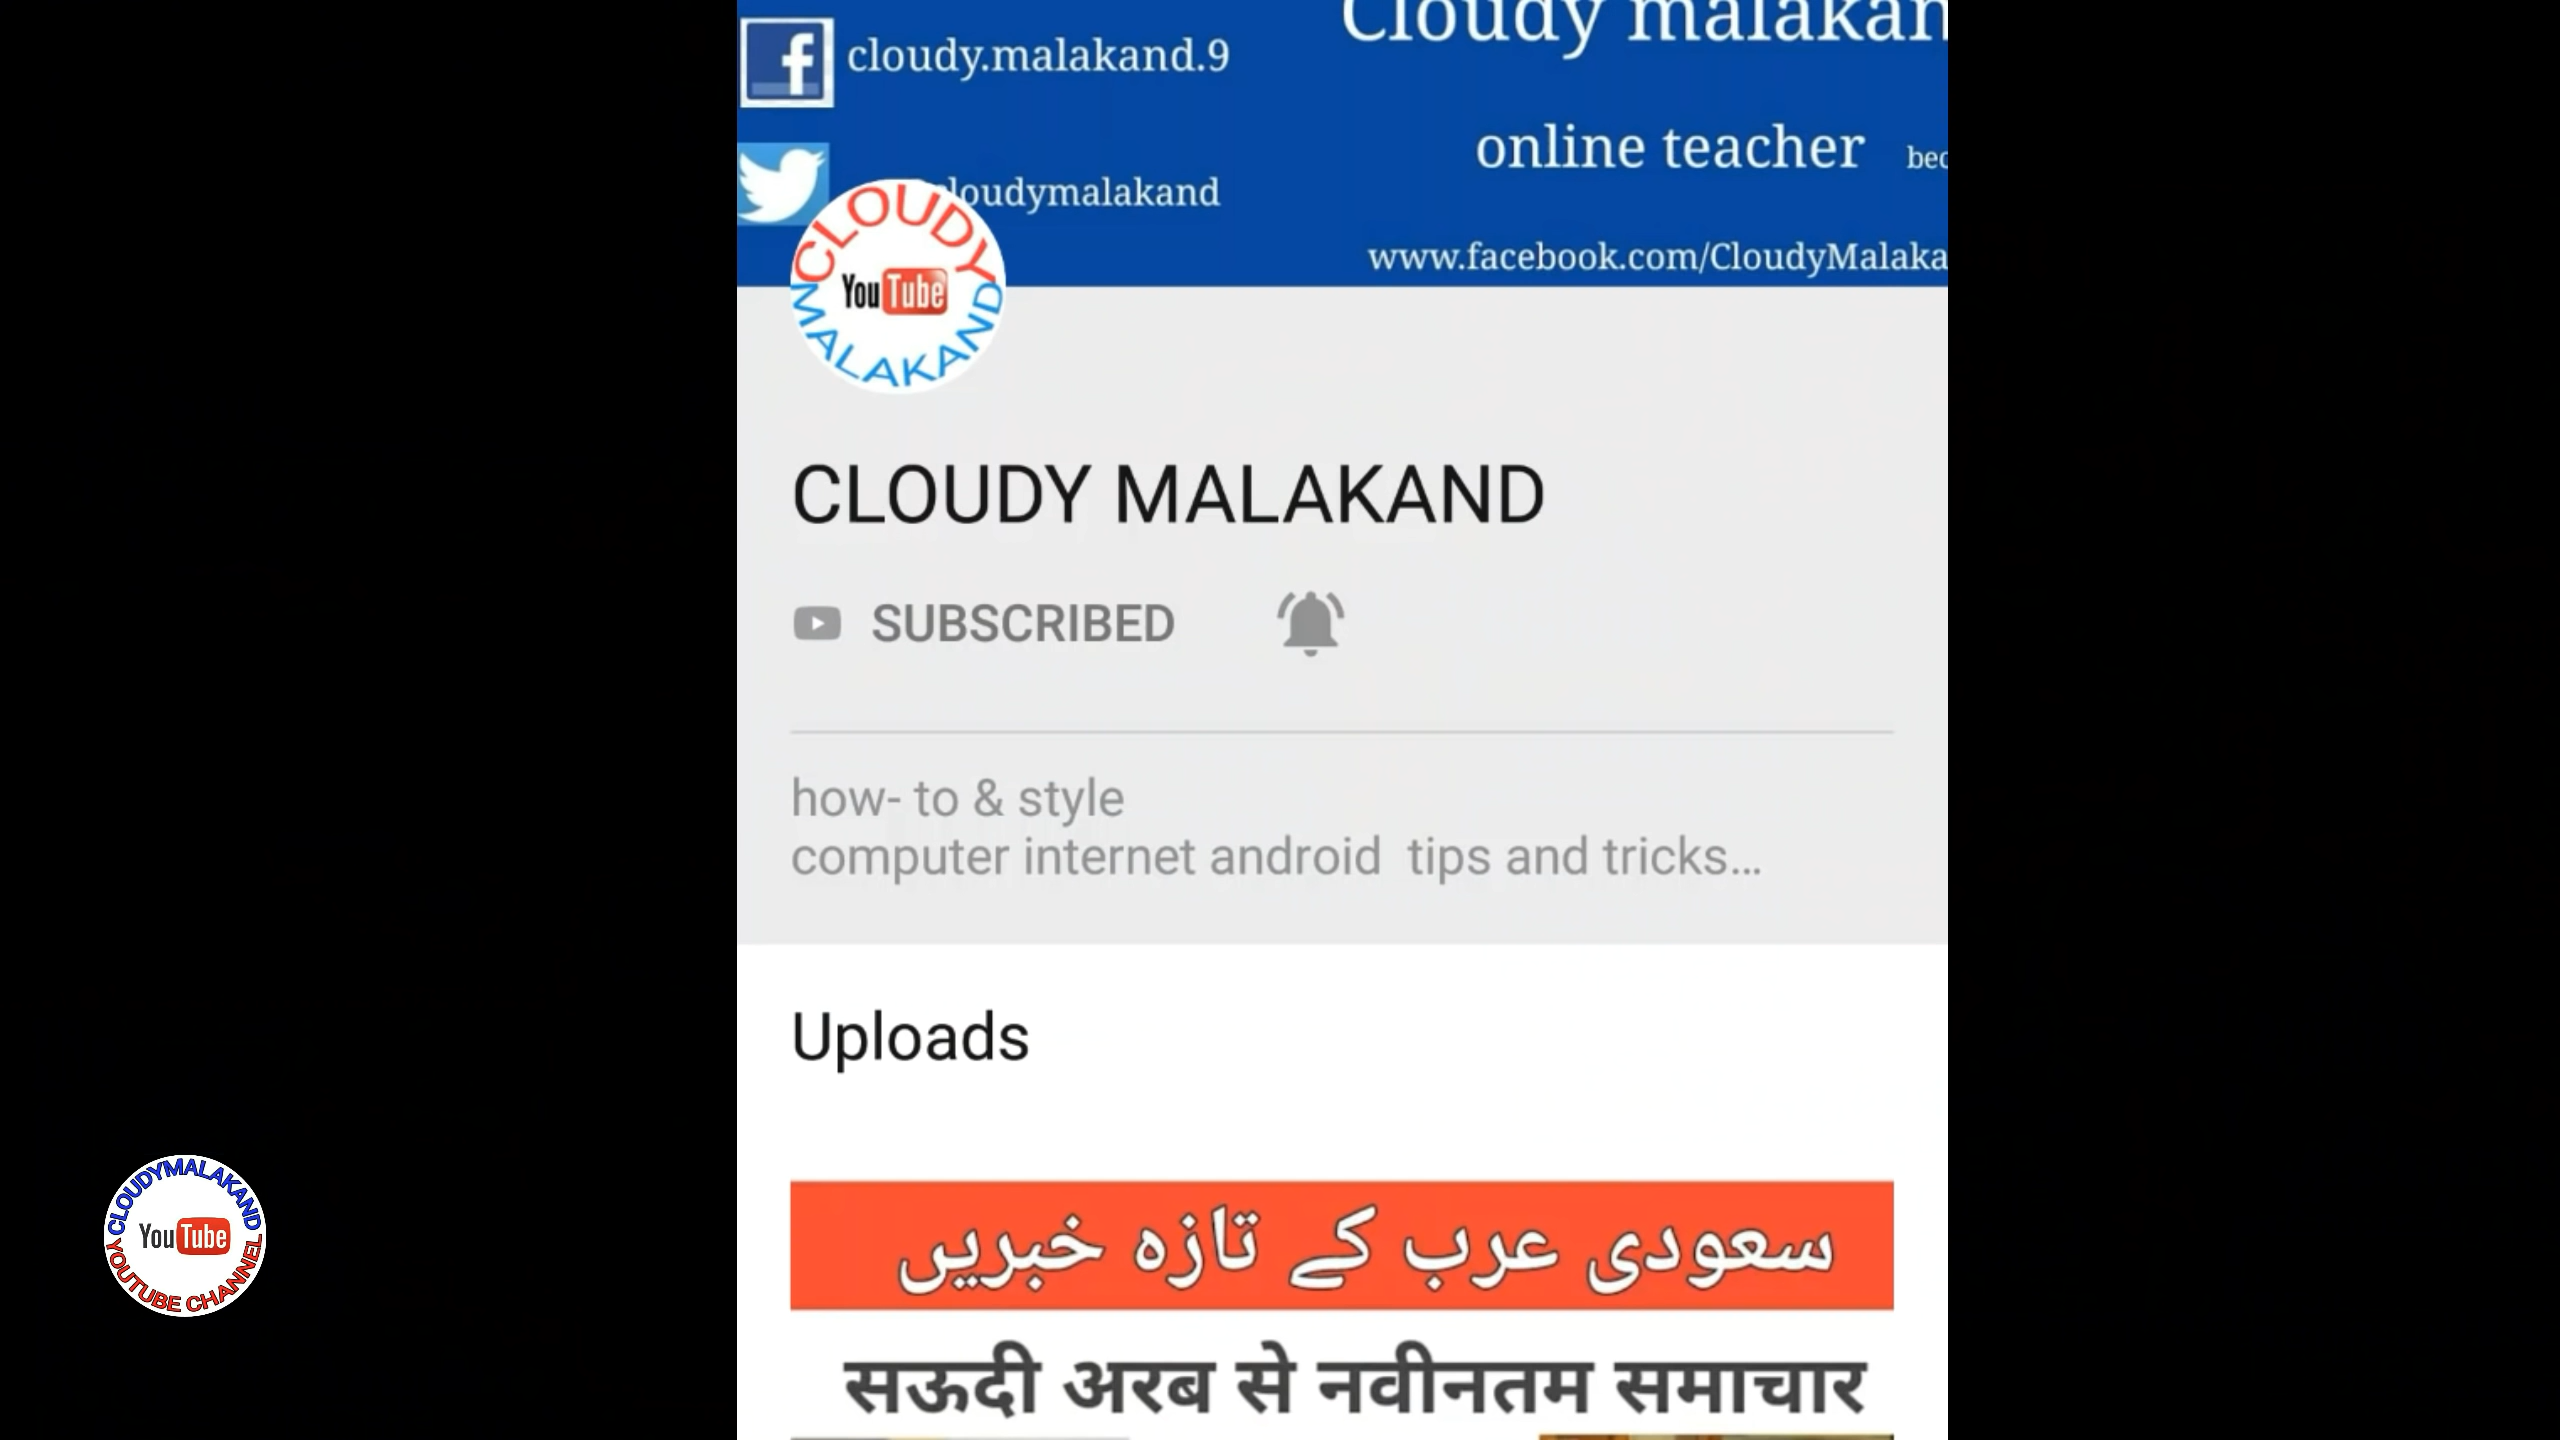 cloudy.malakand.9
Cloudy malakan
online teacher
loudymalakand
www.facebook.com/CloudyMalaka
CLOUDY MALAKAND
YouTube
CLOUDY MALAKAND
SUBSCRIBED
how- to & style
computer internet android tips and tricks...
Uploads
سعودی عرب کے تازہ خبریں
सऊदी अरब से नवीनतम समाचार
CLOUDYMALAKAND
YouTube
YOUTUBE CHANNEL